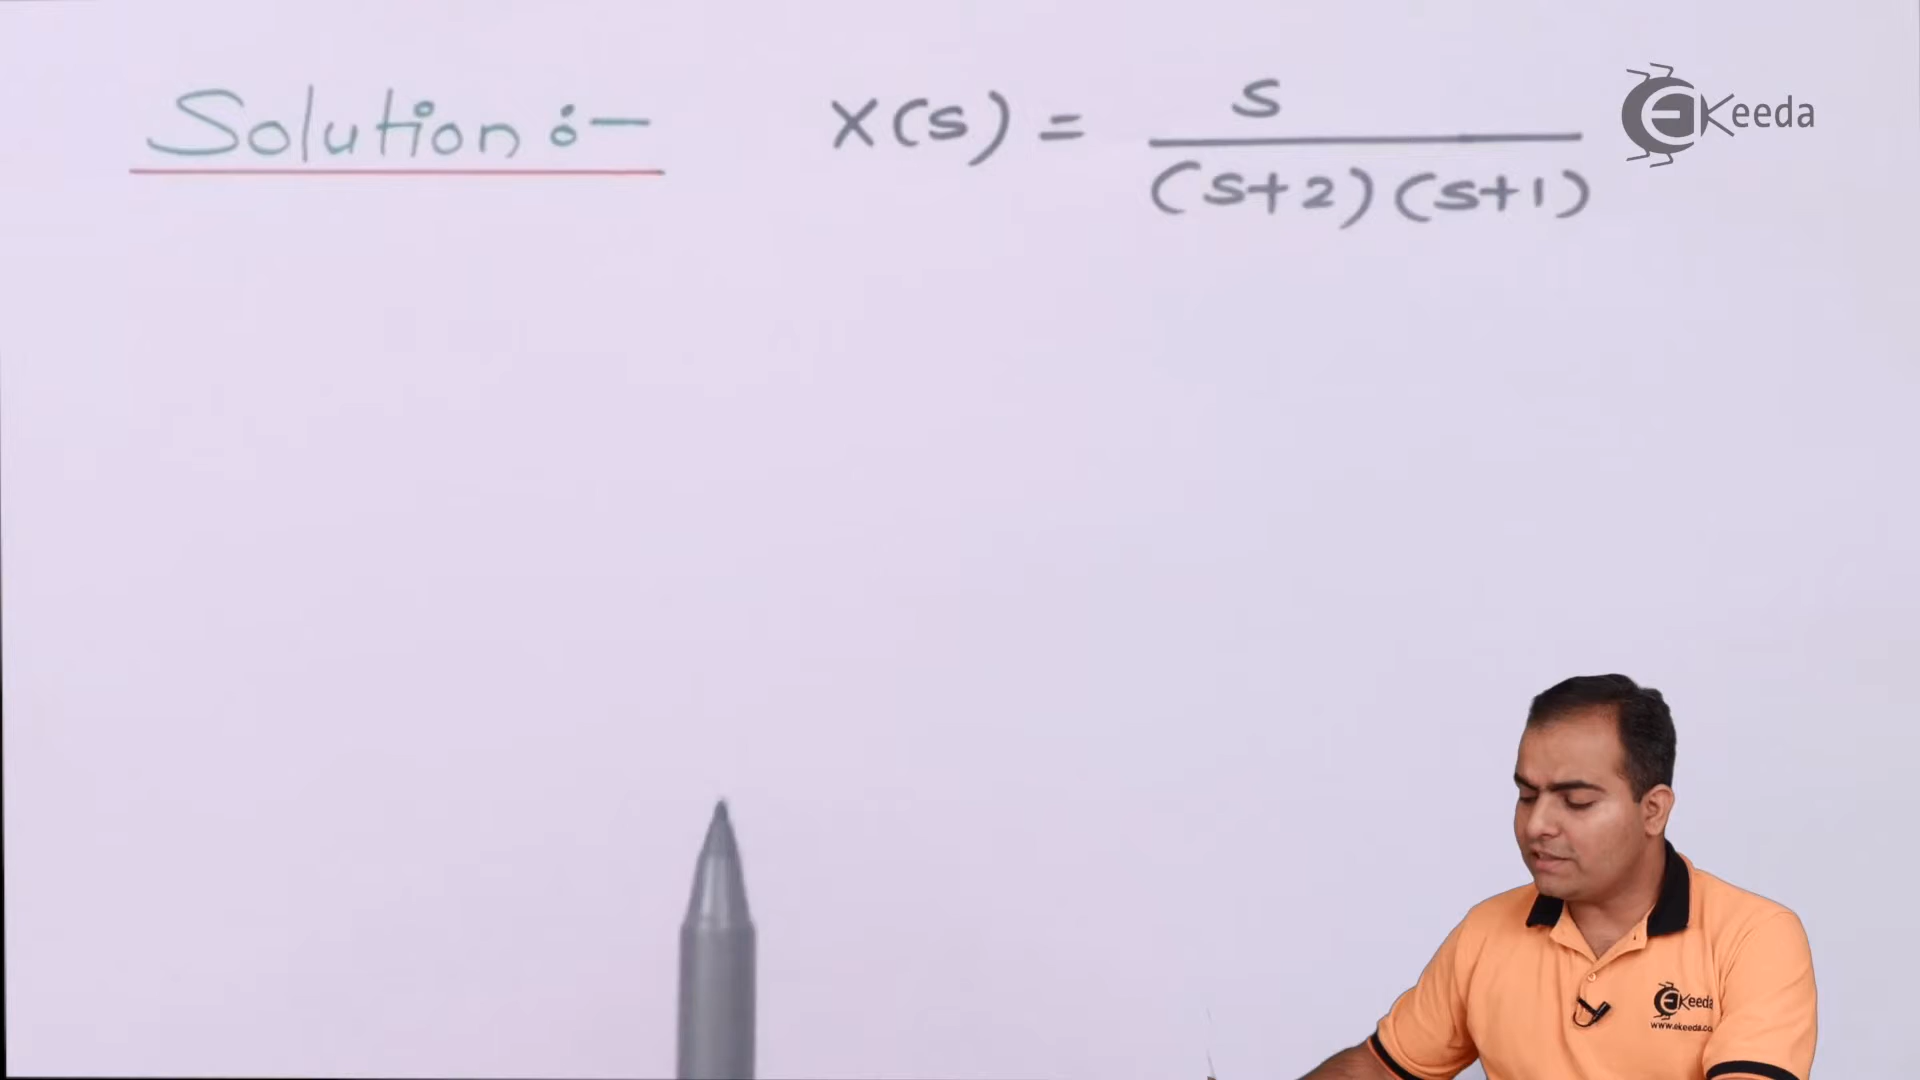 Solution :-
X(s) = s
(s+2)(s+1)
EKeeda
EKeeda
www.ekeeda.co